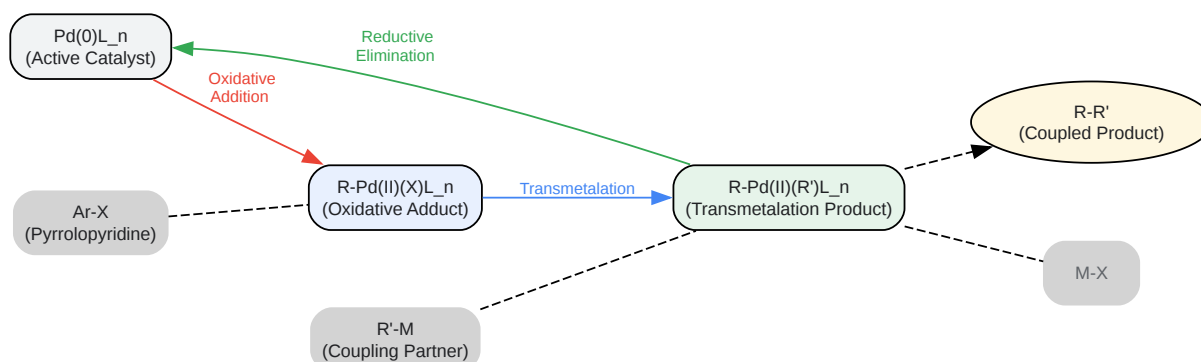 Pd(0)L_n
(Active Catalyst)
Reductive
Elimination
Oxidative
Addition
R-R'
(Coupled Product)
R-Pd(II)(X)L_n
(Oxidative Adduct)
Transmetalation
R-Pd(II)(R')L_n
(Transmetalation Product)
Ar-X
(Pyrrolopyridine)
M-X
R'-M
(Coupling Partner)